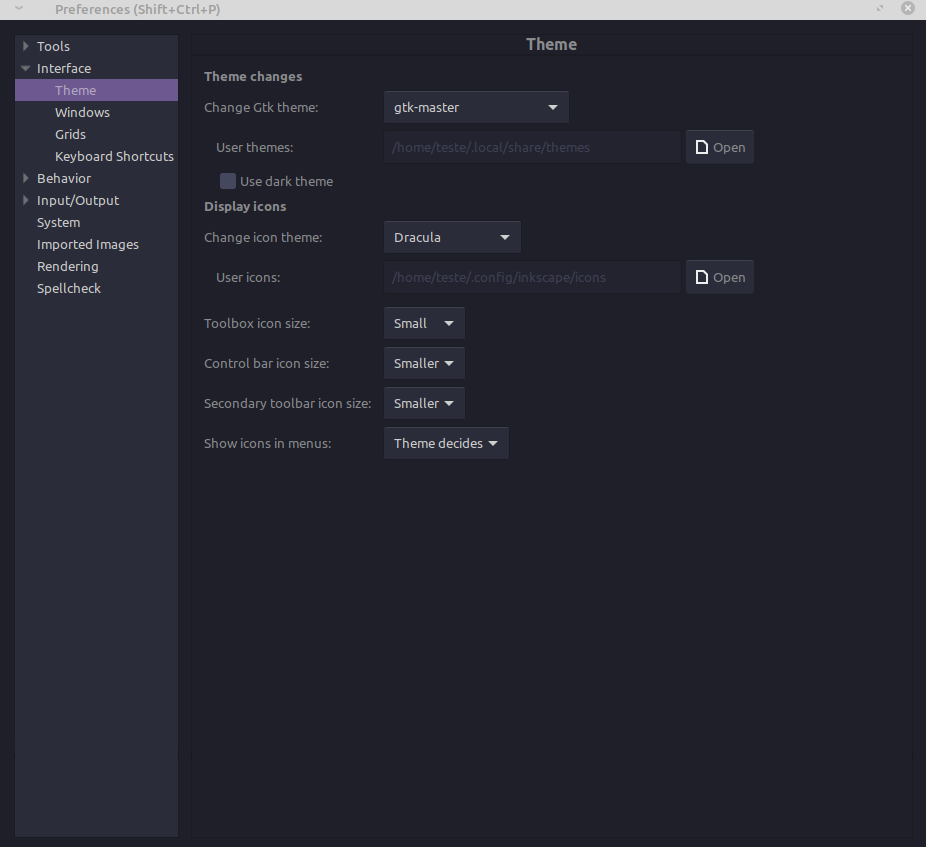 Preferences (Shift+Ctrl+P)
Tools
Interface
Theme
Windows
Grids
Keyboard Shortcuts
Behavior
Input/Output
System
Imported Images
Rendering
Spellcheck
Theme
Theme changes
Change Gtk theme: gtk-master
User themes: /home/teste/.local/share/themes Open
Use dark theme
Display icons
Change icon theme: Dracula
User icons: /home/teste/.config/inkscape/icons Open
Toolbox icon size: Small
Control bar icon size: Smaller
Secondary toolbar icon size: Smaller
Show icons in menus: Theme decides